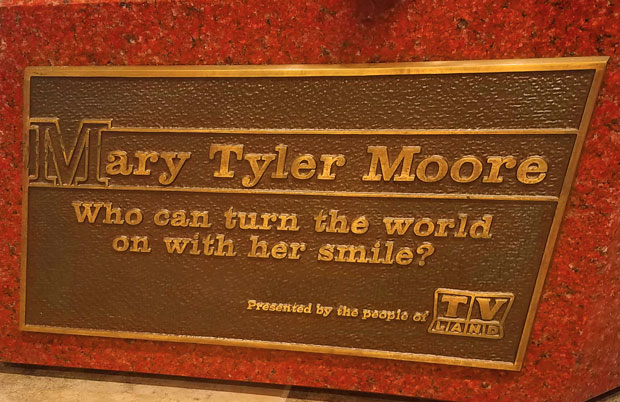 Mary Tyler Moore
Who can turn the world
on with her smile?
Presented by the people of TV LAND